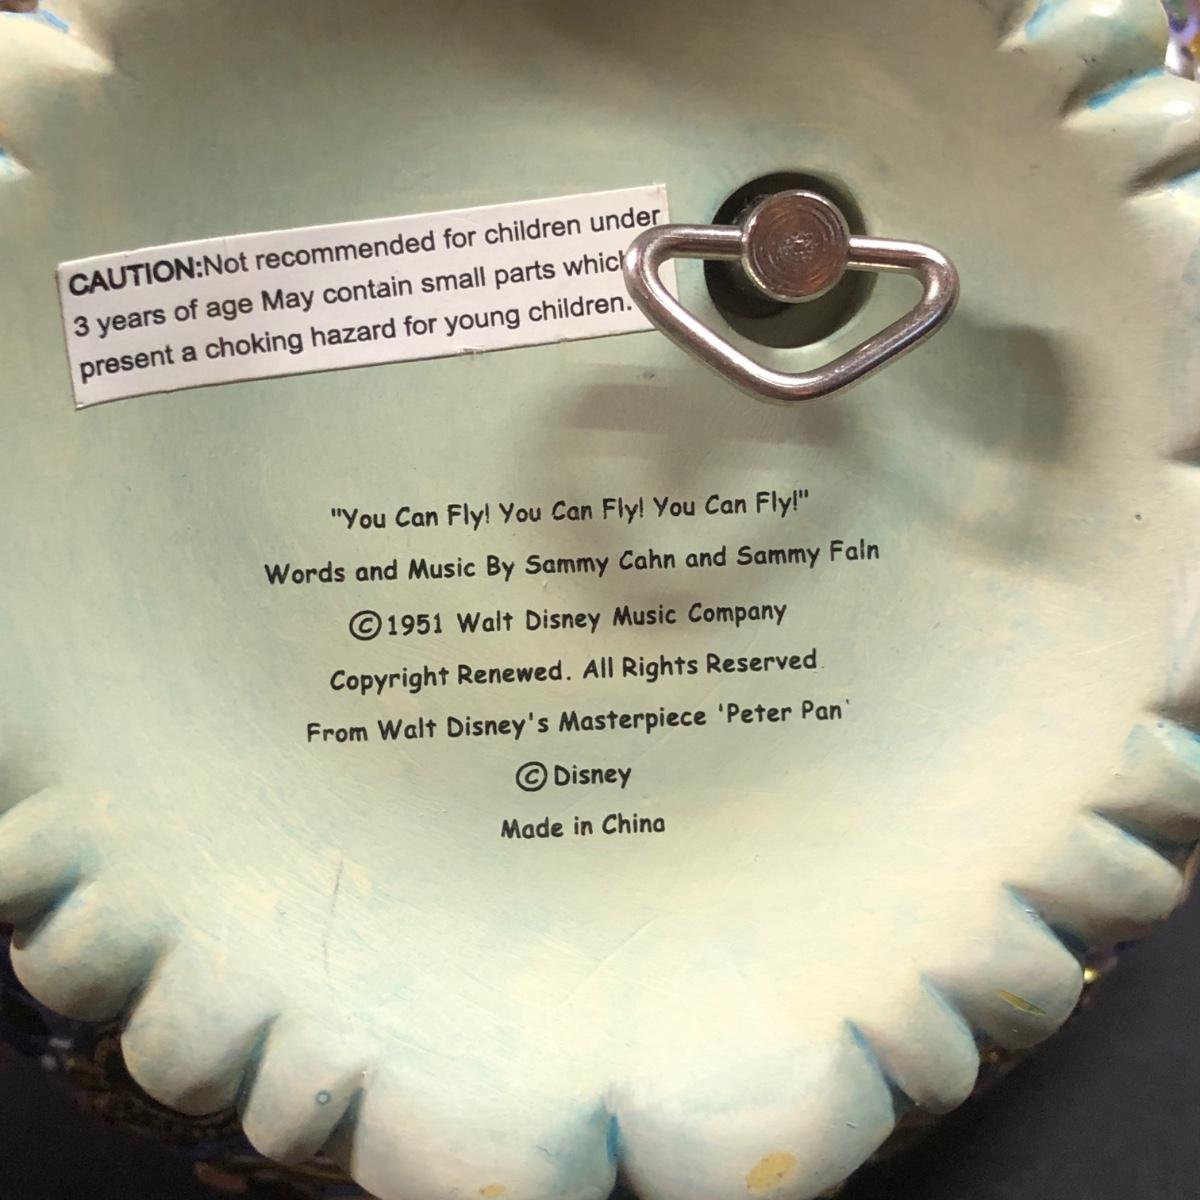 CAUTION:Not recommended for children under
3 years of age May contain small parts which
present a choking hazard for young children.
"You Can Fly! You Can Fly! You Can Fly!"
Words and Music By Sammy Cahn and Sammy Fain
©1951 Walt Disney Music Company
Copyright Renewed. All Rights Reserved.
From Walt Disney's Masterpiece 'Peter Pan'
©Disney
Made in China